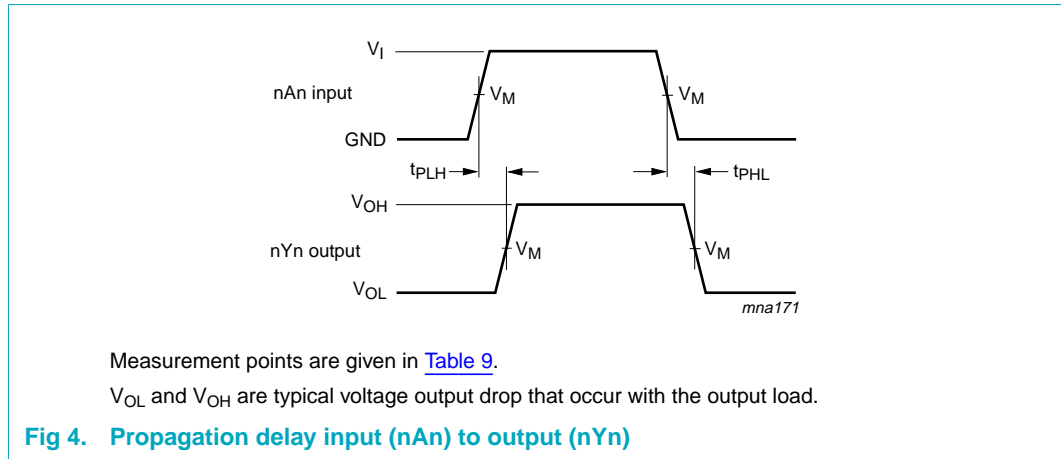 V_I
nAn input
V_M
V_M
GND
t_PLH
t_PHL
V_OH
nYn output
V_M
V_M
V_OL
mna171
Measurement points are given in Table 9.
V_OL and V_OH are typical voltage output drop that occur with the output load.
Fig 4. Propagation delay input (nAn) to output (nYn)